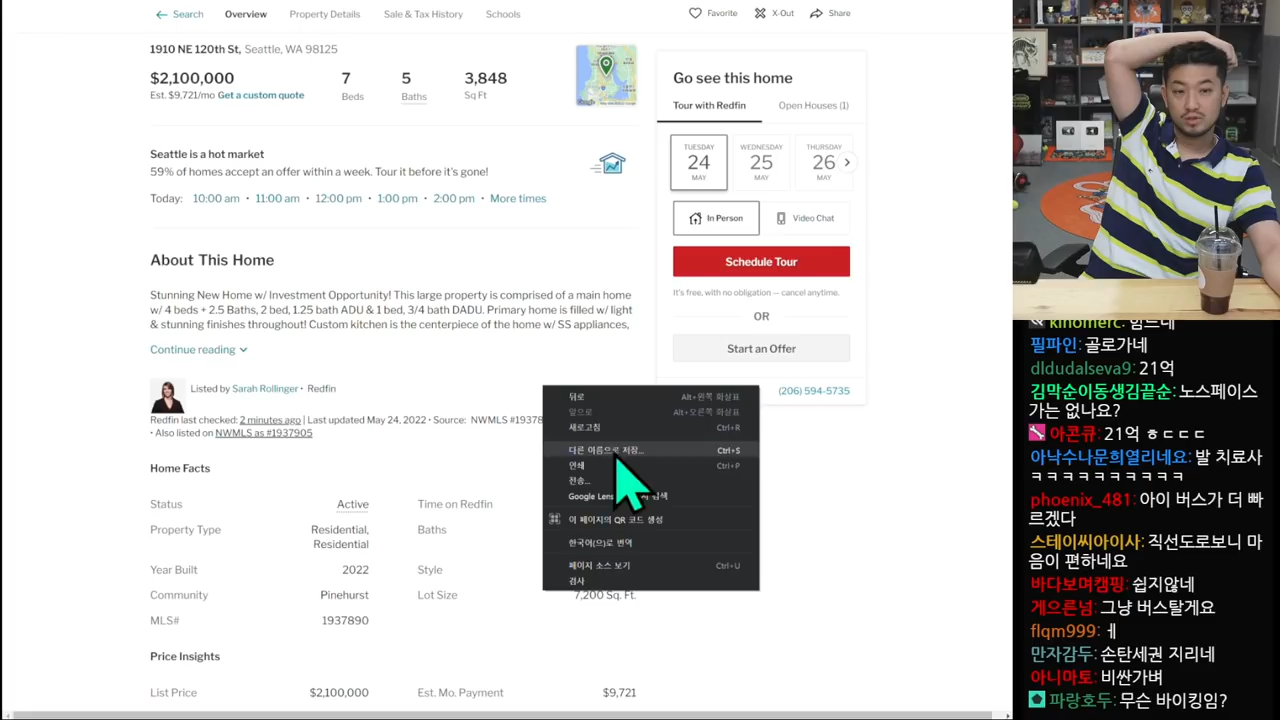 Search
Overview
Property Details
Sale & Tax History
Schools
Favorite
X-Out
Share
1910 NE 120th St, Seattle, WA 98125
$2,100,000
Est. $9,721/mo Get a custom quote
7
Beds
5
Baths
3,848
Sq Ft
Seattle is a hot market
59% of homes accept an offer within a week. Tour it before it's gone!
Today: 10:00 am • 11:00 am • 12:00 pm • 1:00 pm • 2:00 pm • More times
About This Home
Stunning New Home w/ Investment Opportunity! This large property is comprised of a main home
w/ 4 beds + 2.5 Baths, 2 bed, 1.25 bath ADU & 1 bed, 3/4 bath DADU. Primary home is filled w/ light
& stunning finishes throughout! Custom kitchen is the centerpiece of the home w/ SS appliances,
Continue reading
Listed by Sarah Rollinger • Redfin
Redfin last checked: 2 minutes ago | Last updated May 24, 2022 • Source: NWMLS #19378
• Also listed on NWMLS as #1937905
Home Facts
Status
Active
Time on Redfin
Property Type
Residential,
Residential
Baths
Year Built
2022
Style
Community
Pinehurst
Lot Size
7,200 Sq. Ft.
MLS#
1937890
Price Insights
List Price
$2,100,000
Est. Mo. Payment
$9,721
Go see this home
Tour with Redfin
Open Houses (1)
TUESDAY
24
MAY
WEDNESDAY
25
MAY
THURSDAY
26
MAY
In Person
Video Chat
Schedule Tour
It's free, with no obligation — cancel anytime.
OR
Start an Offer
(206) 594-5735
뒤로 Alt+왼쪽 화살표
앞으로 Alt+오른쪽 화살표
새로고침 Ctrl+R
다른 이름으로 저장... Ctrl+S
인쇄 Ctrl+P
전송...
Google Lens 검색
이 페이지의 QR 코드 생성
한국어(으)로 번역
페이지 소스 보기 Ctrl+U
검사
kinomerc: 힘드네
필파인: 골로가네
dldudalseva9: 21억
김막순이동생김끝순: 노스페이스
가는 없나요?
아콘큐: 21억 ㅎㄷㄷㄷ
아낙수나문희열리네요: 발 치료사
ㅋㅋㅋㅋㅋㅋㅋㅋㅋㅋ
phoenix_481: 아이 버스가 더 빠
르겠다
스테이씨아이사: 직선도로보니 마
음이 편하네요
바다보며캠핑: 쉽지않네
게으른넘: 그냥 버스탈게요
flqm999: ㅔ
만자감두: 손탄세권 지리네
아니마토: 비싼가벼
파랑호두: 무슨 바이킹임?